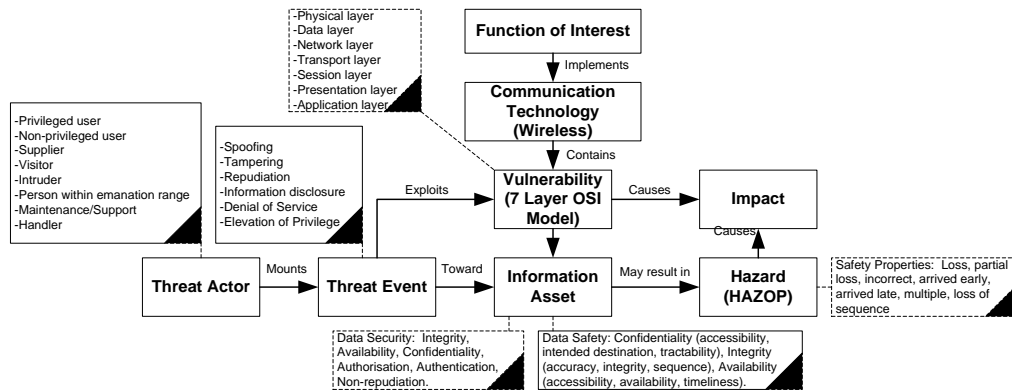 -Physical layer
-Data layer
-Network layer
-Transport layer
-Session layer
-Presentation layer
-Application layer
Function of Interest
Implements
Communication
Technology
(Wireless)
Contains
-Privileged user
-Non-privileged user
-Supplier
-Visitor
-Intruder
-Person within emanation range
-Maintenance/Support
-Handler
-Spoofing
-Tampering
-Repudiation
-Information disclosure
-Denial of Service
-Elevation of Privilege
Exploits
Vulnerability
(7 Layer OSI
Model)
Causes
Impact
Causes
Threat Actor
Mounts
Threat Event
Toward
Information
Asset
May result in
Hazard
(HAZOP)
Safety Properties: Loss, partial
loss, incorrect, arrived early,
arrived late, multiple, loss of
sequence
Data Security: Integrity,
Availability, Confidentiality,
Authorisation, Authentication,
Non-repudiation.
Data Safety: Confidentiality (accessibility,
intended destination, tractability), Integrity
(accuracy, integrity, sequence), Availability
(accessibility, availability, timeliness).